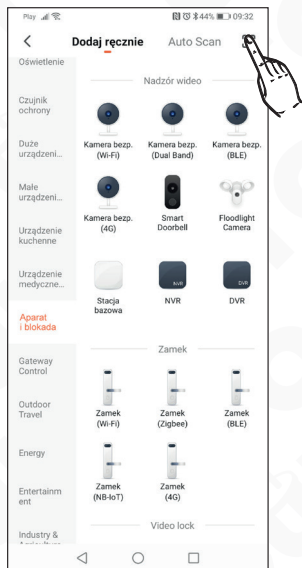 Play
44%
09:32
Dodaj ręcznie
Auto Scan
Oświetlenie
Czujnik
ochrony
Duże
urządzeni...
Małe
urządzeni...
Urządzenie
kuchenne
Urządzenie
medyczne...
Aparat
i blokada
Gateway
Control
Outdoor
Travel
Energy
Entertainm
ent
Industry &
Nadzór wideo
Kamera bezp.
(Wi-Fi)
Kamera bezp.
(Dual Band)
Kamera bezp.
(BLE)
Kamera bezp.
(4G)
Smart
Doorbell
Floodlight
Camera
NVR
DVR
Stacja
bazowa
NVR
DVR
Zamek
Zamek
(Wi-Fi)
Zamek
(Zigbee)
Zamek
(BLE)
Zamek
(NB-IoT)
Zamek
(4G)
Video lock